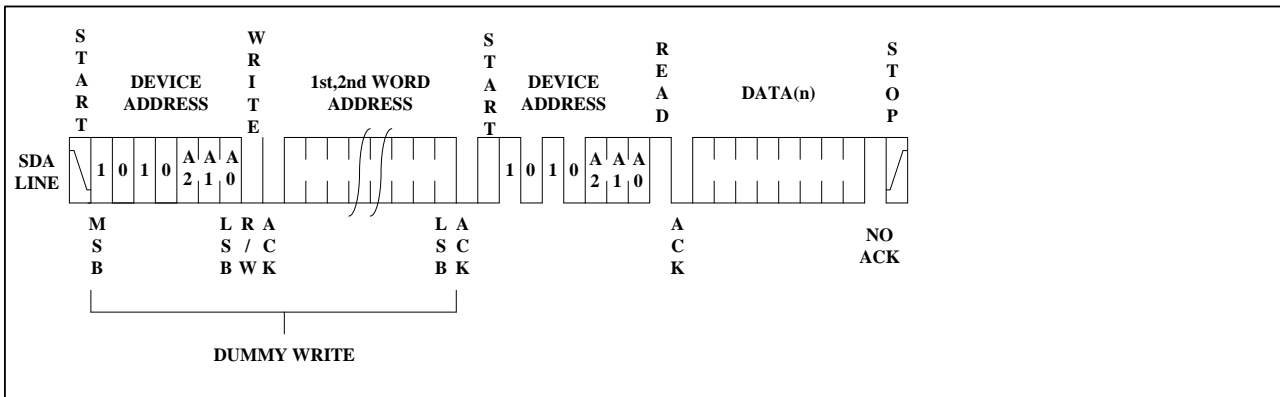 START
WRITE
START
READ
STOP
DEVICE
ADDRESS
1st,2nd WORD
ADDRESS
DEVICE
ADDRESS
DATA(n)
SDA
LINE
1 0 1 0 A2 A1 A0
1 0 1 0 A2 A1 A0
MSB
LSB
R/W
ACK
LSB
ACK
ACK
NO
ACK
DUMMY WRITE